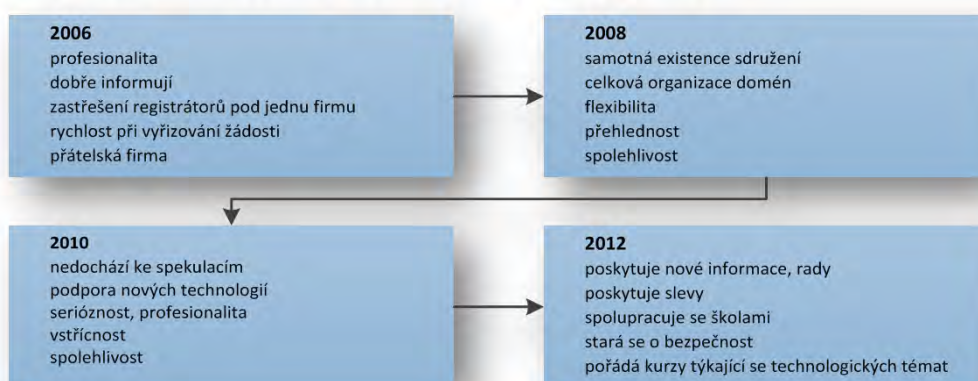 2006
profesionalita
dobře informují
zastřešení registrátorů pod jednu firmu
rychlost při vyřizování žádosti
přátelská firma
2008
samotná existence sdružení
celková organizace domén
flexibilita
přehlednost
spolehlivost
2010
nedochází ke spekulacím
podpora nových technologií
serióznost, profesionalita
vstřícnost
spolehlivost
2012
poskytuje nové informace, rady
poskytuje slevy
spolupracuje se školami
stará se o bezpečnost
pořádá kurzy týkající se technologických témat